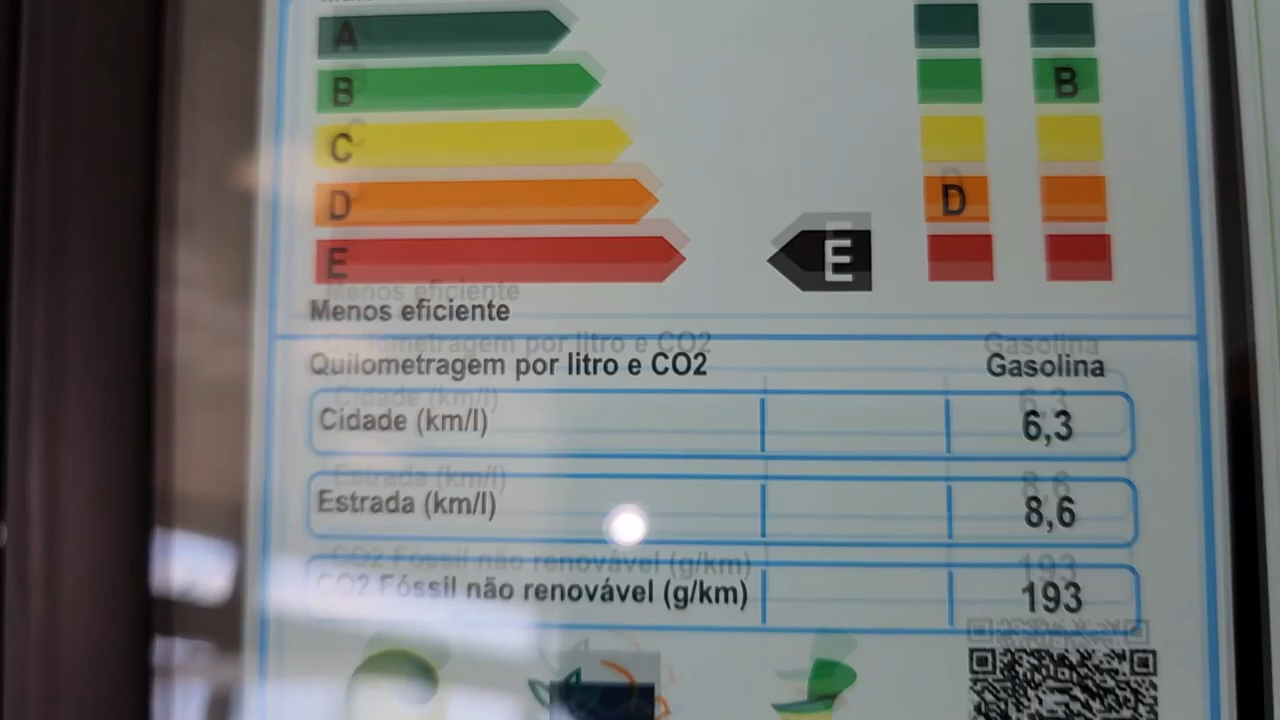 A
B
B
C
D
D
E
E
Menos eficiente
Quilometragem por litro e CO2 Gasolina
Cidade (km/l) 6,3
Estrada (km/l) 8,6
CO2 Fóssil não renovável (g/km) 193